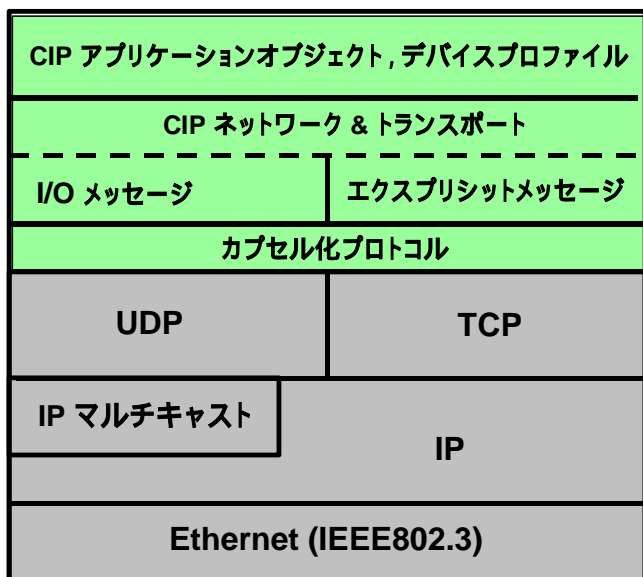 CIP アプリケーションオブジェクト , デバイスプロファイル
CIP ネットワーク & トランスポート
I/O メッセージ
エクスプリシットメッセージ
カプセル化プロトコル
UDP
TCP
IP マルチキャスト
IP
Ethernet (IEEE802.3)